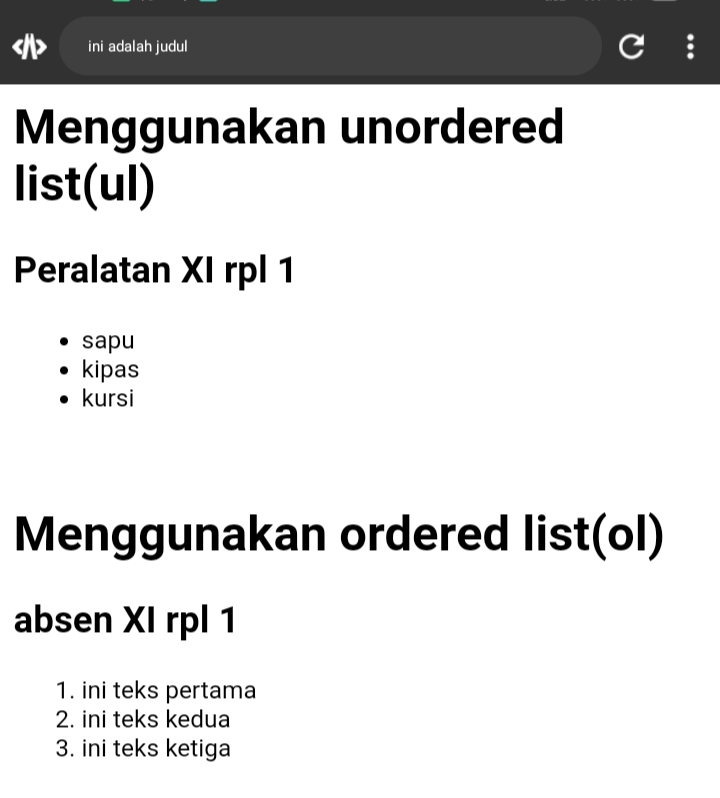 ini adalah judul
Menggunakan unordered
list(ul)
Peralatan XI rpl 1
• sapu
• kipas
• kursi
Menggunakan ordered list(ol)
absen XI rpl 1
1. ini teks pertama
2. ini teks kedua
3. ini teks ketiga